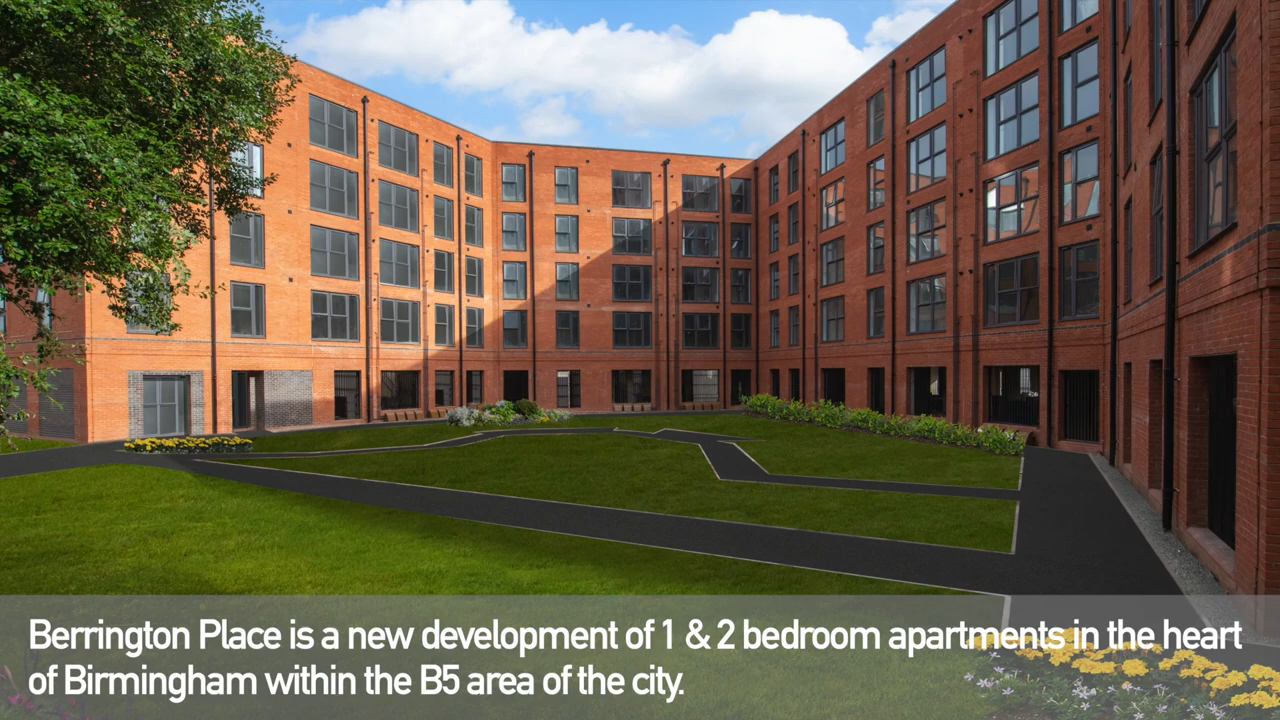 Berrington Place is a new development of 1 & 2 bedroom apartments in the heart
of Birmingham within the B5 area of the city.